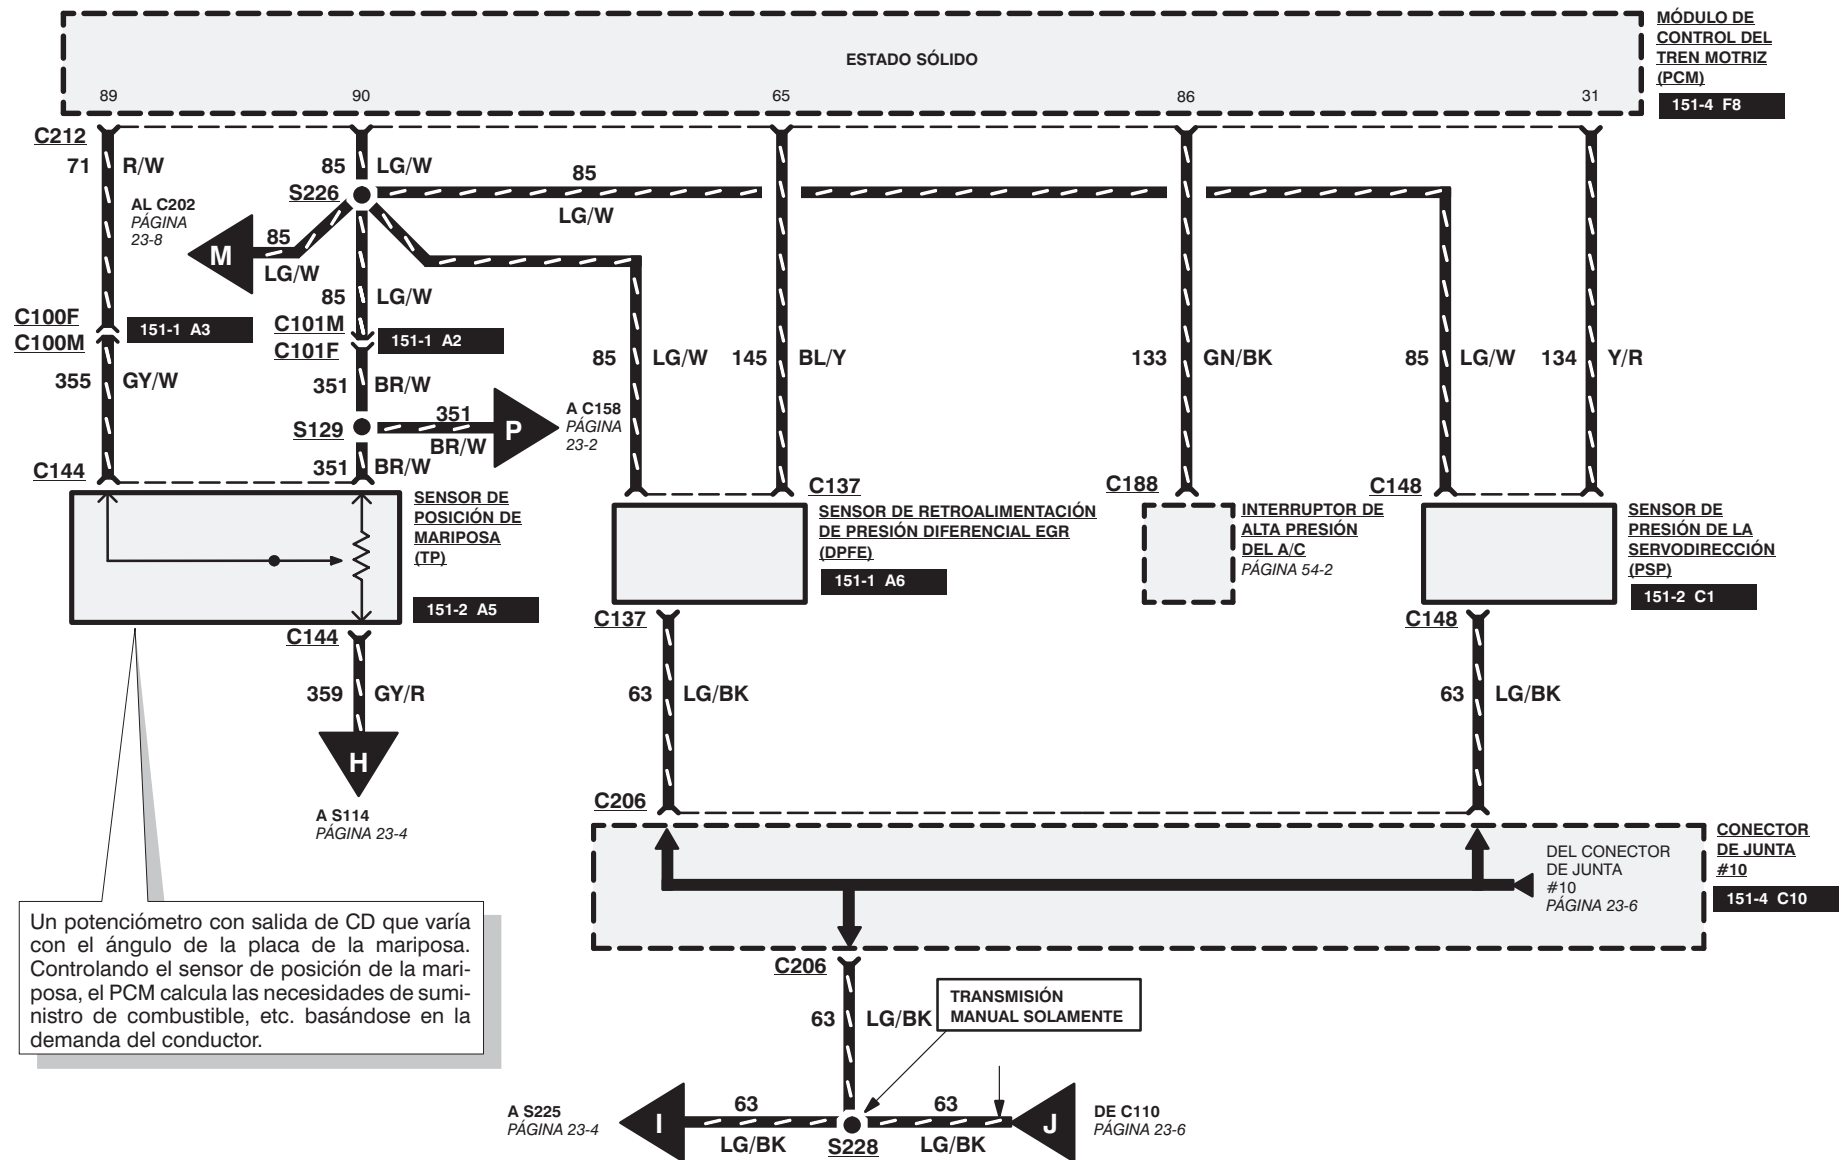 MÓDULO DE
CONTROL DEL
TREN MOTRIZ
(PCM)
151-4 F8
ESTADO SÓLIDO
89
90
65
86
31
C212
71
R/W
85
LG/W
S226
85
LG/W
AL C202
PÁGINA
23-8
M
85
LG/W
85
LG/W
C100F
C100M
151-1 A3
C101M
C101F
151-1 A2
355
GY/W
351
BR/W
S129
351
BR/W
P
A C158
PÁGINA
23-2
351
BR/W
85
LG/W
145
BL/Y
133
GN/BK
85
LG/W
134
Y/R
C144
SENSOR DE
POSICIÓN DE
MARIPOSA
(TP)
151-2 A5
C144
C137
SENSOR DE RETROALIMENTACIÓN
DE PRESIÓN DIFERENCIAL EGR
(DPFE)
151-1 A6
C137
C188
INTERRUPTOR DE
ALTA PRESIÓN
DEL A/C
PÁGINA 54-2
C148
SENSOR DE
PRESIÓN DE LA
SERVODIRECCIÓN
(PSP)
151-2 C1
C148
359
GY/R
H
A S114
PÁGINA 23-4
63
LG/BK
63
LG/BK
C206
CONECTOR
DE JUNTA
#10
151-4 C10
DEL CONECTOR
DE JUNTA
#10
PÁGINA 23-6
Un potenciómetro con salida de CD que varía
con el ángulo de la placa de la mariposa.
Controlando el sensor de posición de la mari-
posa, el PCM calcula las necesidades de sumi-
nistro de combustible, etc. basándose en la
demanda del conductor.
C206
63
LG/BK
TRANSMISIÓN
MANUAL SOLAMENTE
A S225
PÁGINA 23-4
I
63
LG/BK
S228
63
LG/BK
J
DE C110
PÁGINA 23-6